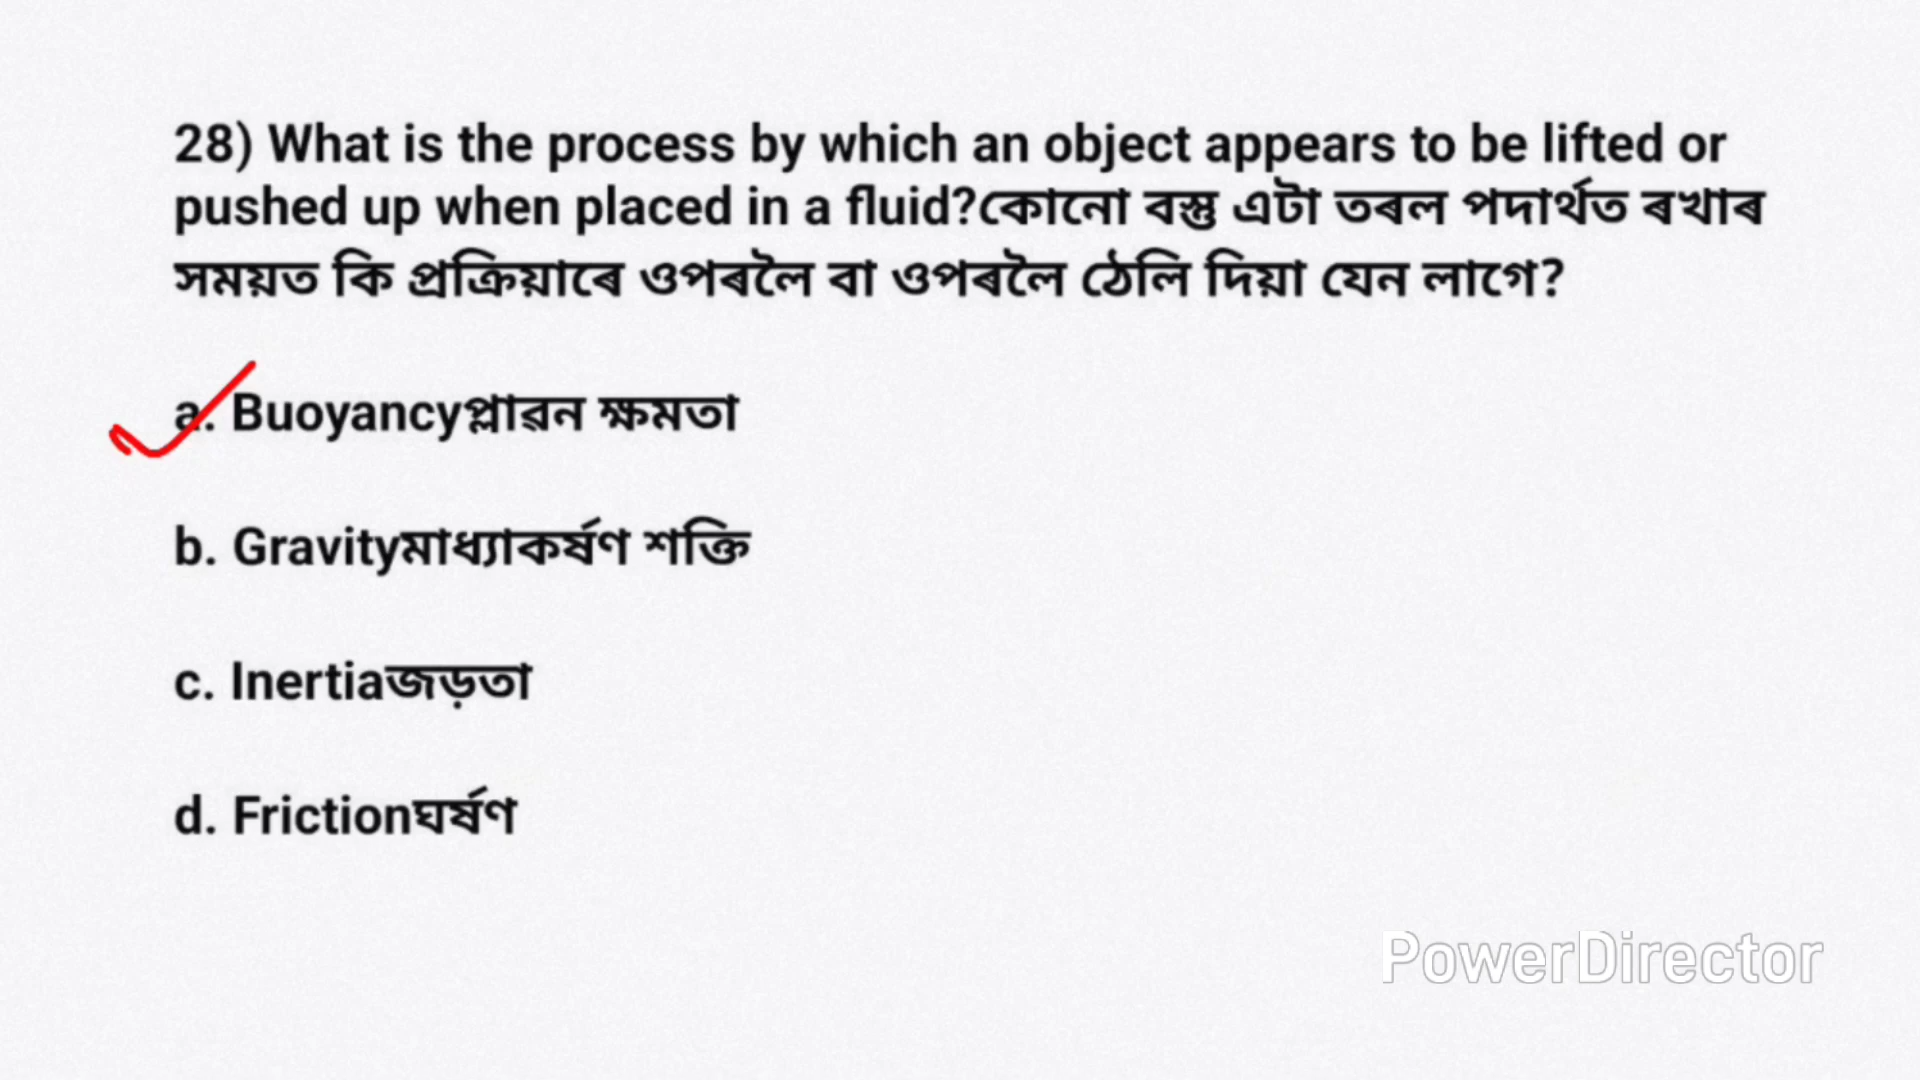 28) What is the process by which an object appears to be lifted or
pushed up when placed in a fluid?কোনো বস্তু এটা তৰল পদাৰ্থত ৰখাৰ
সময়ত কি প্ৰক্ৰিয়াৰে ওপৰলৈ বা ওপৰলৈ ঠেলি দিয়া যেন লাগে?
a. Buoyancyপ্লাৱন ক্ষমতা
b. Gravityমাধ্যাকৰ্ষণ শক্তি
c. Inertiaজড়তা
d. Frictionঘৰ্ষণ
PowerDirector